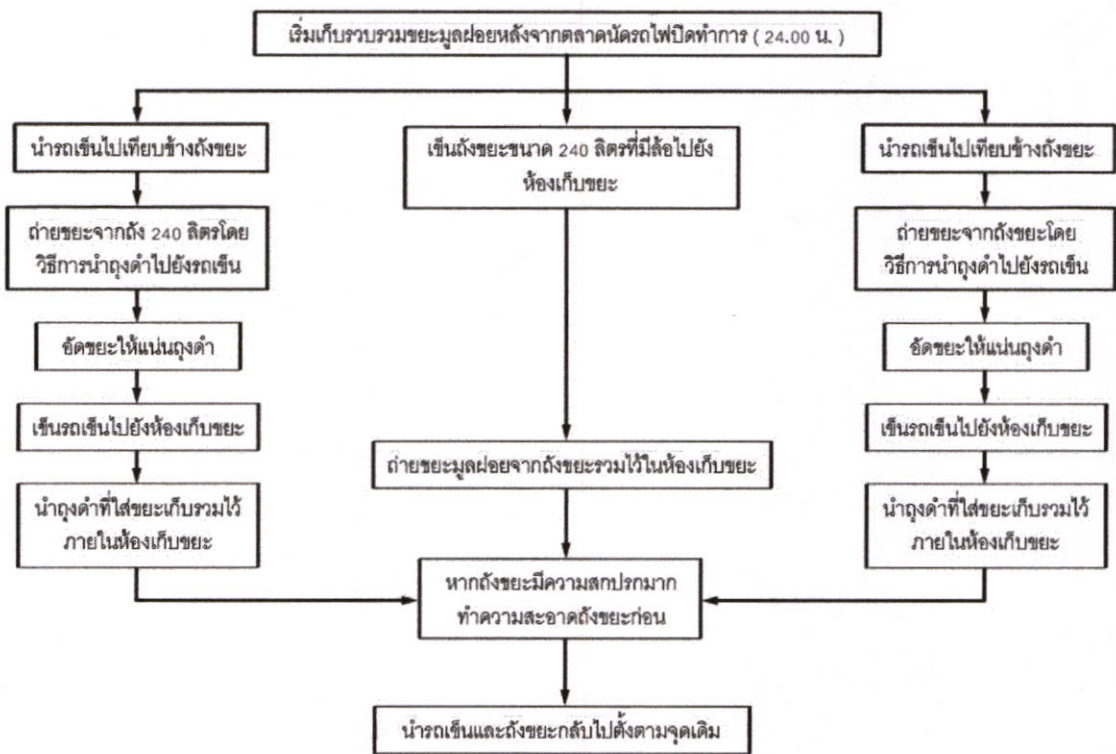 เริ่มเก็บรวบรวมขยะมูลฝอยหลังจากตลาดนัดรถไฟปิดทำการ ( 24.00 น. )
นำรถเข็นไปเทียบข้างถังขยะ
ถ่ายขยะจากถัง 240 ลิตรโดย
วิธีการนำถุงดำไปยังรถเข็น
อัดขยะให้แน่นถุงดำ
เข็นรถเข็นไปยังห้องเก็บขยะ
นำถุงดำที่ใส่ขยะเก็บรวมไว้
ภายในห้องเก็บขยะ
เข็นถังขยะขนาด 240 ลิตรที่มีล้อไปยัง
ห้องเก็บขยะ
ถ่ายขยะมูลฝอยจากถังขยะรวมไว้ในห้องเก็บขยะ
นำรถเข็นไปเทียบข้างถังขยะ
ถ่ายขยะจากถังขยะโดย
วิธีการนำถุงดำไปยังรถเข็น
อัดขยะให้แน่นถุงดำ
เข็นรถเข็นไปยังห้องเก็บขยะ
นำถุงดำที่ใส่ขยะเก็บรวมไว้
ภายในห้องเก็บขยะ
หากถังขยะมีความสกปรกมาก
ทำความสะอาดถังขยะก่อน
นำรถเข็นและถังขยะกลับไปตั้งตามจุดเดิม